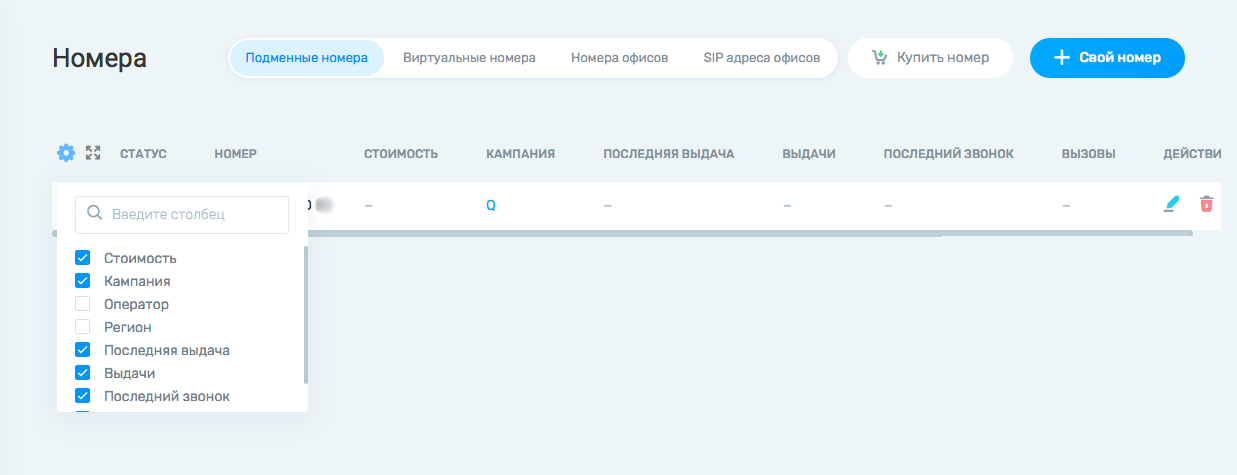 Номера
Подменные номера Виртуальные номера Номера офисов SIP адреса офисов Купить номер Свой номер
СТАТУС НОМЕР СТОИМОСТЬ КАМПАНИЯ ПОСЛЕДНЯЯ ВЫДАЧА ВЫДАЧИ ПОСЛЕДНИЙ ЗВОНОК ВЫЗОВЫ ДЕЙСТВИ
– Q – – – –
Введите столбец
Стоимость
Кампания
Оператор
Регион
Последняя выдача
Выдачи
Последний звонок